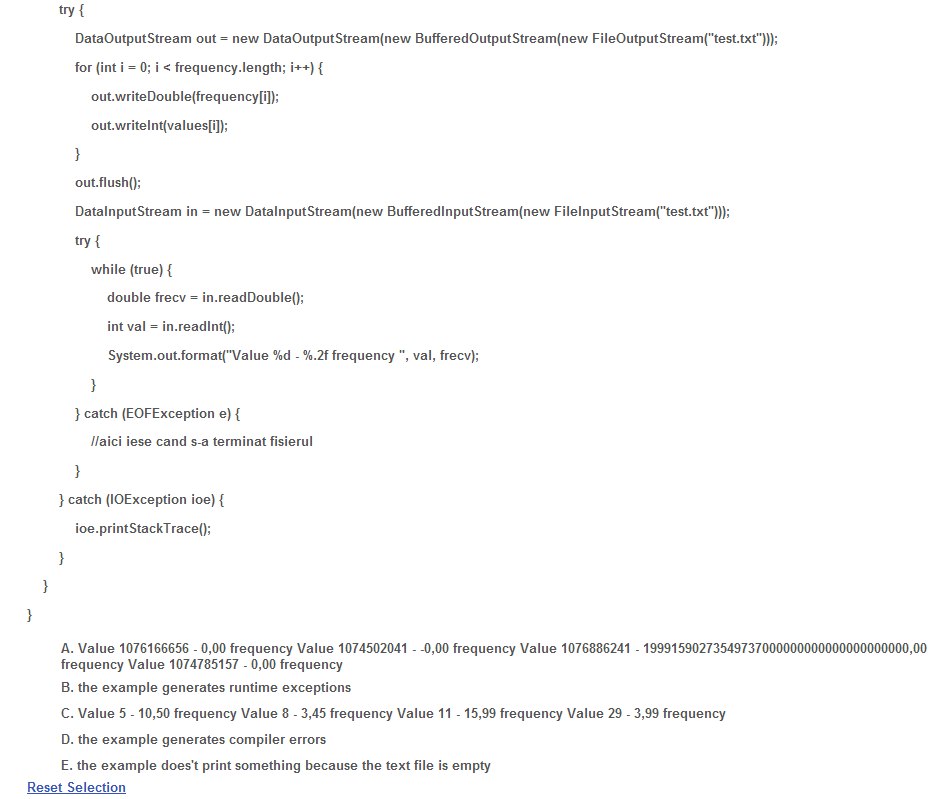 try {
DataOutputStream out = new DataOutputStream(new BufferedOutputStream(new FileOutputStream("test.txt")));
for (int i = 0; i < frequency.length; i++) {
out.writeDouble(frequency[i]);
out.writeInt(values[i]);
}
out.flush();
DataInputStream in = new DataInputStream(new BufferedInputStream(new FileInputStream("test.txt")));
try {
while (true) {
double frecv = in.readDouble();
int val = in.readInt();
System.out.format("Value %d - %.2f frequency ", val, frecv);
}
} catch (EOFException e) {
//aici iese cand s-a terminat fisierul
}
} catch (IOException ioe) {
ioe.printStackTrace();
}
}
}
A. Value 1076166656 - 0,00 frequency Value 1074502041 - -0,00 frequency Value 1076886241 - 199915902735497370000000000000000000000,00
frequency Value 1074785157 - 0,00 frequency
B. the example generates runtime exceptions
C. Value 5 - 10,50 frequency Value 8 - 3,45 frequency Value 11 - 15,99 frequency Value 29 - 3,99 frequency
D. the example generates compiler errors
E. the example does't print something because the text file is empty
Reset Selection